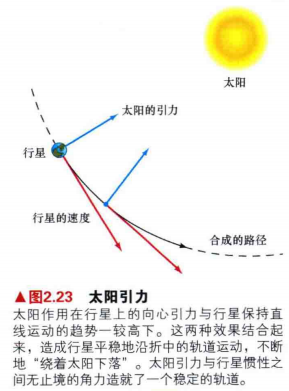 太阳
太阳的引力
行星
行星的速度
合成的路径
▲图2.23 太阳引力
太阳作用在行星上的向心引力与行星保持直
线运动的趋势一较高下。这两种效果结合起
来，造成行星平稳地沿折中的轨道运动，不断
地“绕着太阳下落”。太阳引力与行星惯性之
间无止境的角力造就了一个稳定的轨道。